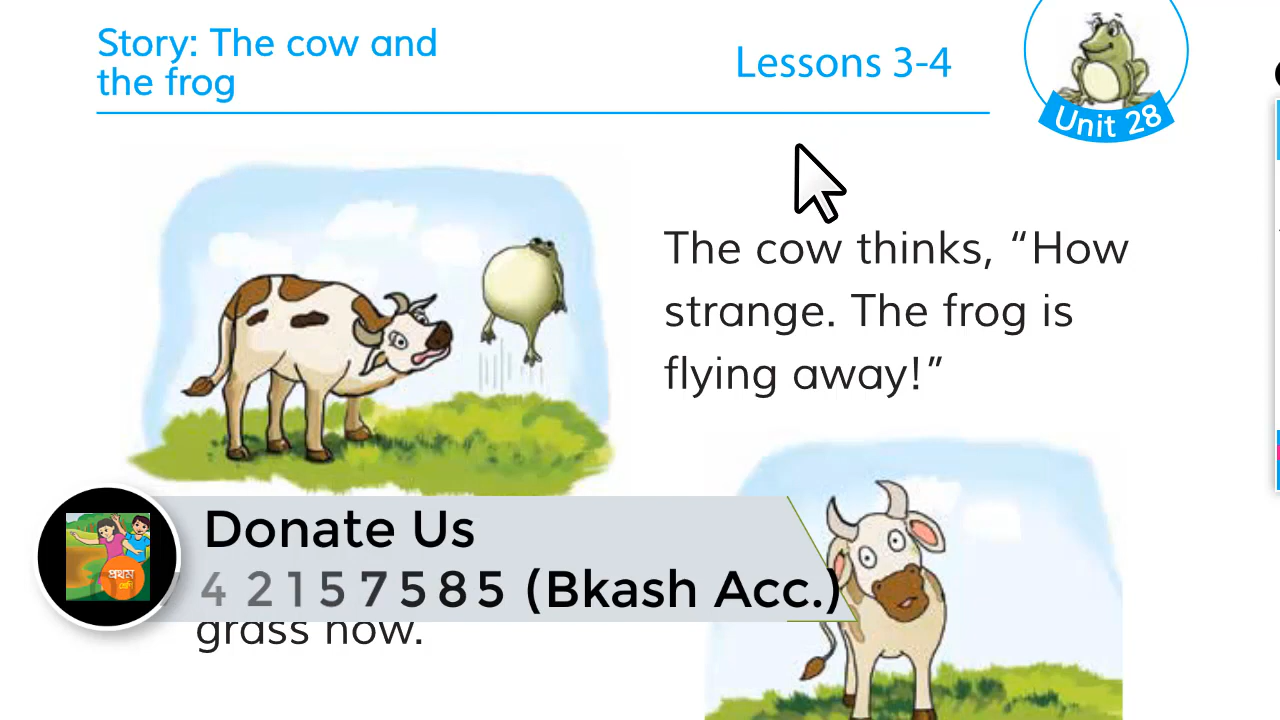 Story: The cow and
the frog
Lessons 3-4
Unit 28
The cow thinks, “How
strange. The frog is
flying away!”
Donate Us
4 2 1 5 7 5 8 5 (Bkash Acc.)
grass now.
প্রথম